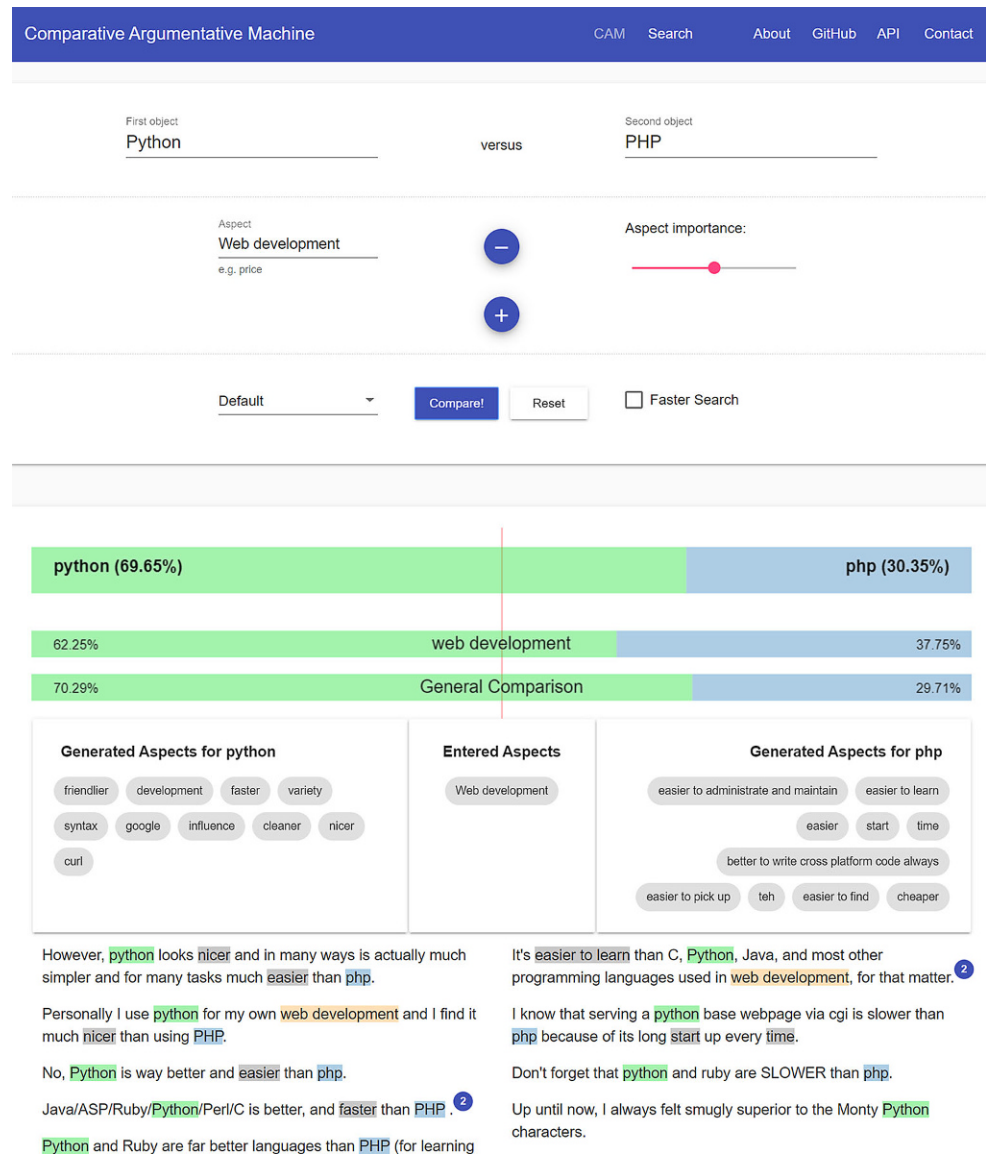 Comparative Argumentative Machine CAM Search About GitHub API Contact
First object
Python
versus
Second object
PHP
Aspect
Web development
e.g. price
−
Aspect importance:
+
Default Compare! Reset Faster Search
python (69.65%) php (30.35%)
62.25% web development 37.75%
70.29% General Comparison 29.71%
Generated Aspects for python
friendlier development faster variety
syntax google influence cleaner nicer
curl
Entered Aspects
Web development
Generated Aspects for php
easier to administrate and maintain easier to learn
easier start time
better to write cross platform code always
easier to pick up teh easier to find cheaper
However, python looks nicer and in many ways is actually much
simpler and for many tasks much easier than php.
Personally I use python for my own web development and I find it
much nicer than using PHP.
No, Python is way better and easier than php.
Java/ASP/Ruby/Python/Perl/C is better, and faster than PHP . 2
Python and Ruby are far better languages than PHP (for learning
It's easier to learn than C, Python, Java, and most other
programming languages used in web development, for that matter. 2
I know that serving a python base webpage via cgi is slower than
php because of its long start up every time.
Don't forget that python and ruby are SLOWER than php.
Up until now, I always felt smugly superior to the Monty Python
characters.